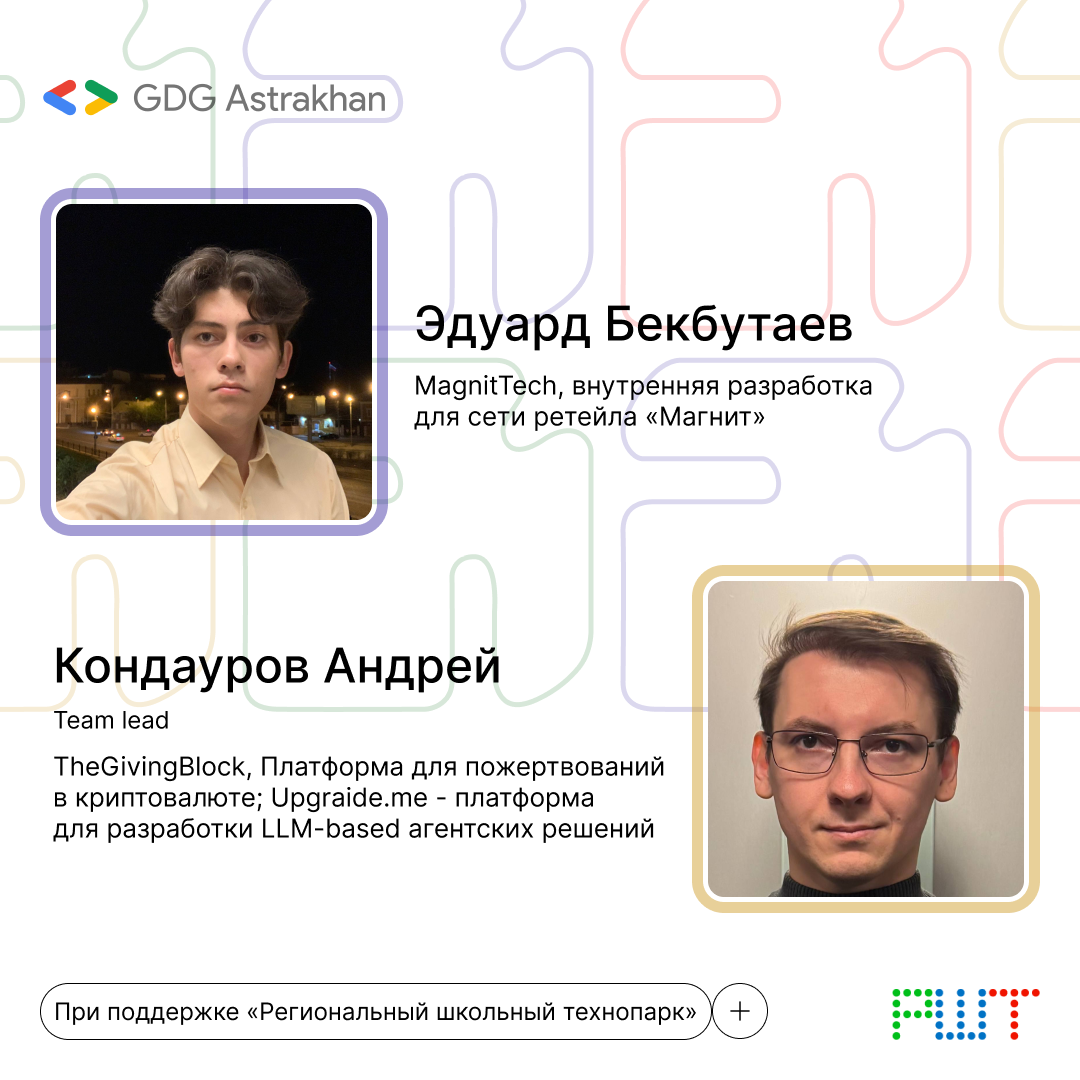 GDG Astrakhan
Эдуард Бекбутаев
MagnitTech, внутренняя разработка
для сети ретейла «Магнит»
Кондауров Андрей
Team lead
TheGivingBlock, Платформа для пожертвований
в криптовалюте; Upgraide.me - платформа
для разработки LLM-based агентских решений
При поддержке «Региональный школьный технопарк»
РШТ